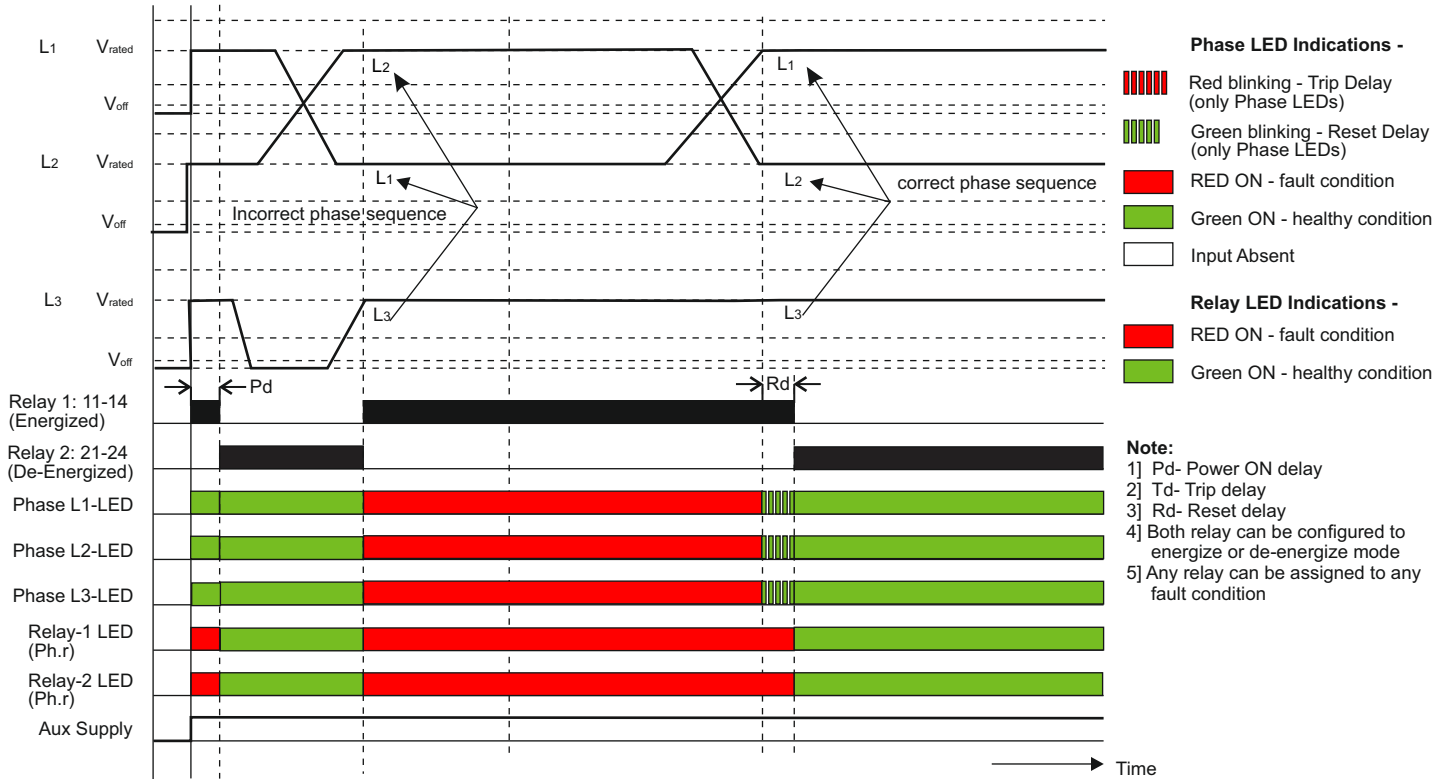 L1 Vrated
Voff
L2 Vrated
Voff
L3 Vrated
Voff
L2
L1
Incorrect phase sequence
L3
L1
L2
correct phase sequence
L3
Pd
Rd
Relay 1: 11-14
(Energized)
Relay 2: 21-24
(De-Energized)
Phase L1-LED
Phase L2-LED
Phase L3-LED
Relay-1 LED
(Ph.r)
Relay-2 LED
(Ph.r)
Aux Supply
Time
Phase LED Indications -
Red blinking - Trip Delay
(only Phase LEDs)
Green blinking - Reset Delay
(only Phase LEDs)
RED ON - fault condition
Green ON - healthy condition
Input Absent
Relay LED Indications -
RED ON - fault condition
Green ON - healthy condition
Note:
1] Pd- Power ON delay
2] Td- Trip delay
3] Rd- Reset delay
4] Both relay can be configured to
energize or de-energize mode
5] Any relay can be assigned to any
fault condition